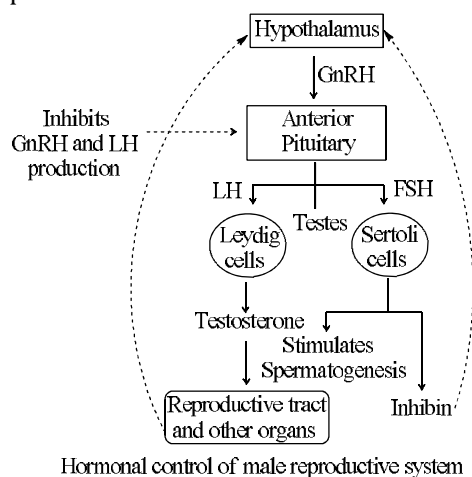 Hypothalamus
GnRH
Inhibits
GnRH and LH
production
Anterior
Pituitary
LH
FSH
Testes
Leydig
cells
Sertoli
cells
Testosterone
Stimulates
Spermatogenesis
Reproductive tract
and other organs
Inhibin
Hormonal control of male reproductive system